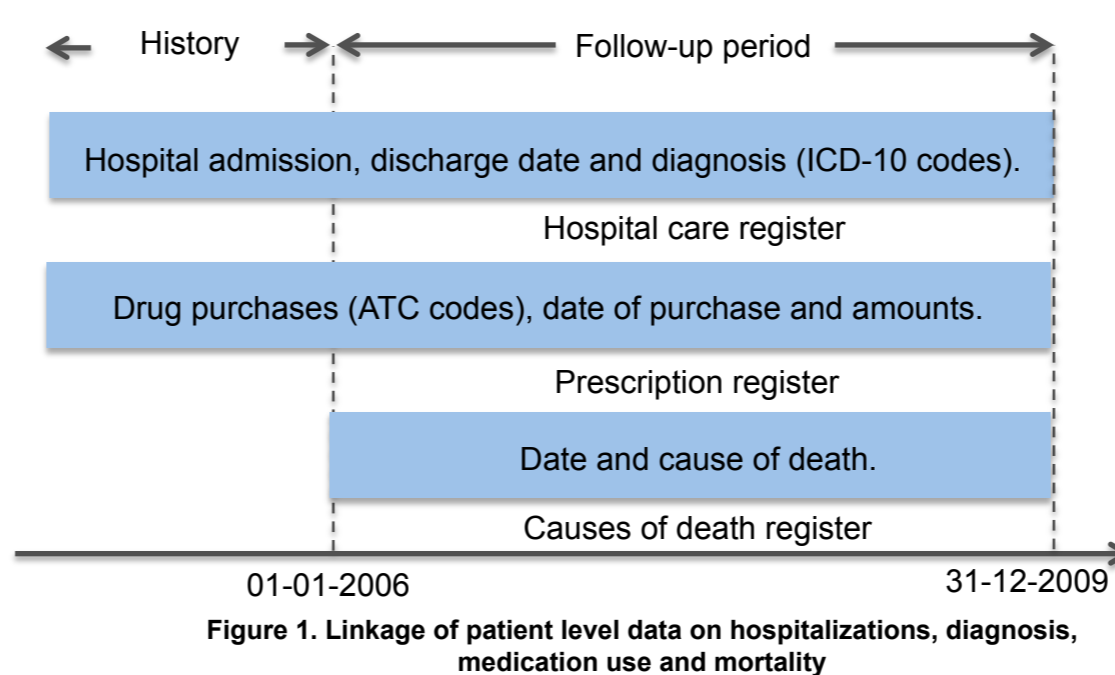 History
Follow-up period
Hospital admission, discharge date and diagnosis (ICD-10 codes).
Hospital care register
Drug purchases (ATC codes), date of purchase and amounts.
Prescription register
Date and cause of death.
Causes of death register
01-01-2006
31-12-2009
Figure 1. Linkage of patient level data on hospitalizations, diagnosis,
medication use and mortality